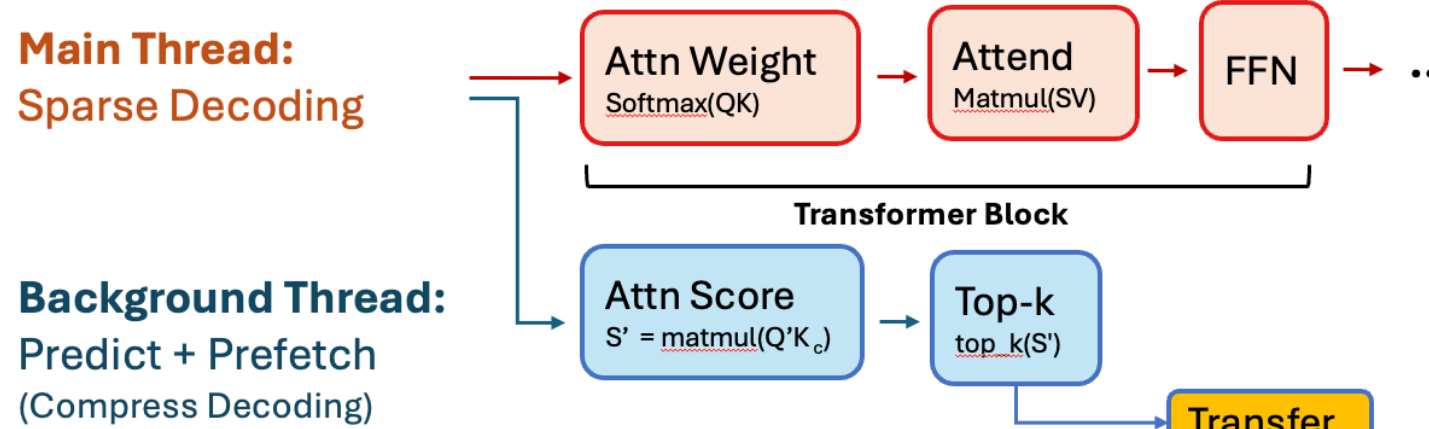 Main Thread:
Sparse Decoding
Attn Weight
Softmax(QK)
Attend
Matmul(SV)
FFN
..
Transformer Block
Background Thread:
Predict + Prefetch
(Compress Decoding)
Attn Score
S’ = matmul(Q’K c)
Top-k
top_k(S')
Transfer